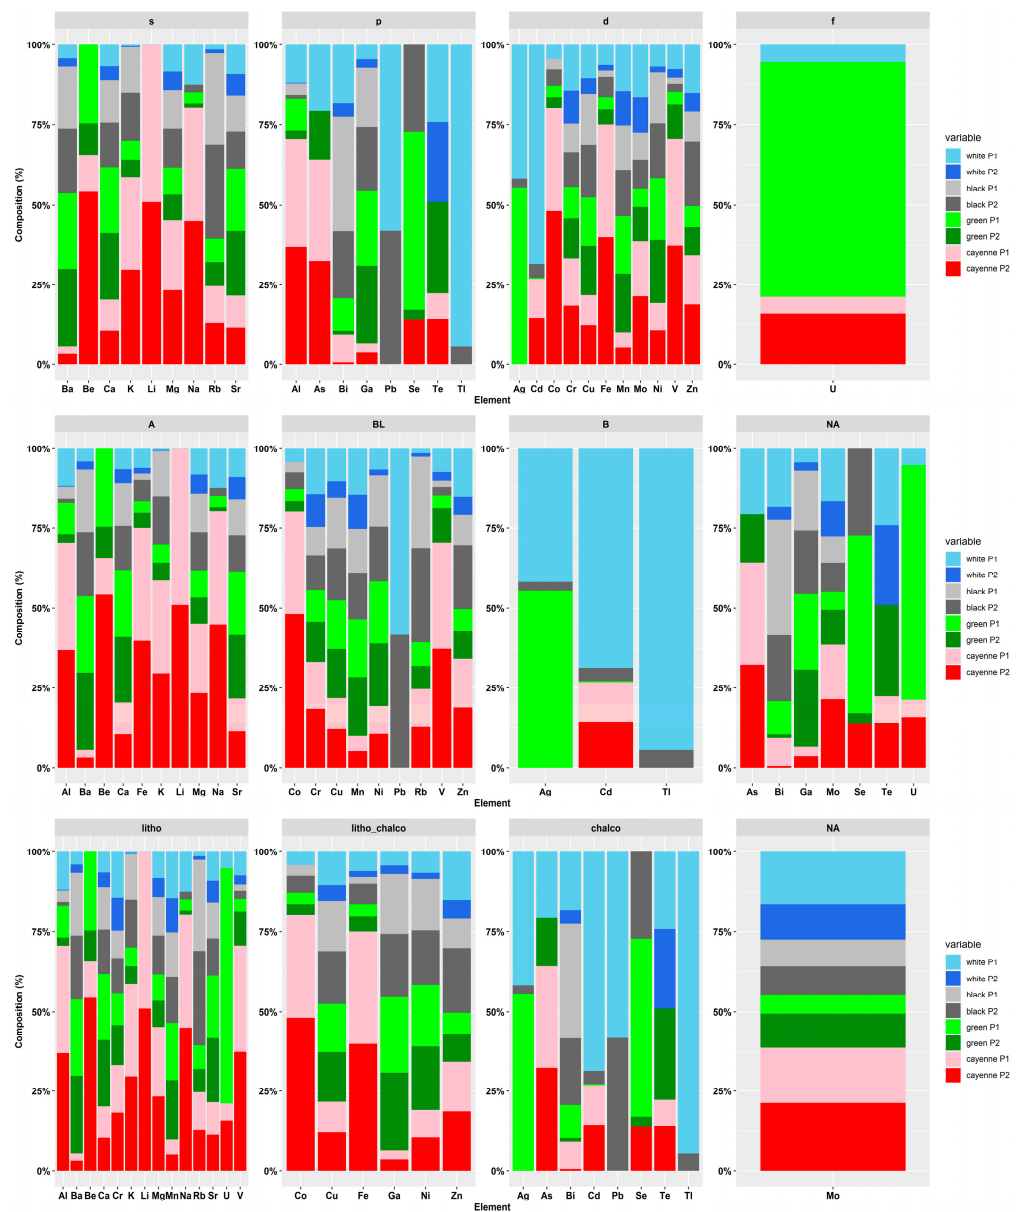 s p d f
100% 100% 100% 100%
75% 75% 75% 75%
50% 50% 50% 50%
25% 25% 25% 25%
0% 0% 0% 0%
Composition (%)
Ba Be Ca K Li Mg Na Rb Sr Al As Bi Ga Pb Se Te Tl Ag Cd Co Cr Cu Fe Mn Mo Ni V Zn U
Element
variable
white P1
white P2
black P1
black P2
green P1
green P2
cayenne P1
cayenne P2
A BL B NA
100% 100% 100% 100%
75% 75% 75% 75%
50% 50% 50% 50%
25% 25% 25% 25%
0% 0% 0% 0%
Composition (%)
Al Ba Be Ca Fe K Li Mg Na Sr Co Cr Cu Mn Ni Pb Rb V Zn Ag Cd Tl As Bi Ga Mo Se Te U
Element
variable
white P1
white P2
black P1
black P2
green P1
green P2
cayenne P1
cayenne P2
litho litho_chalco chalco NA
100% 100% 100% 100%
75% 75% 75% 75%
50% 50% 50% 50%
25% 25% 25% 25%
0% 0% 0% 0%
Composition (%)
Al Ba Be Ca Cr K Li Mg Mn Na Rb Sr U V Co Cu Fe Ga Ni Zn Ag As Bi Cd Pb Se Te Tl Mo
Element
variable
white P1
white P2
black P1
black P2
green P1
green P2
cayenne P1
cayenne P2